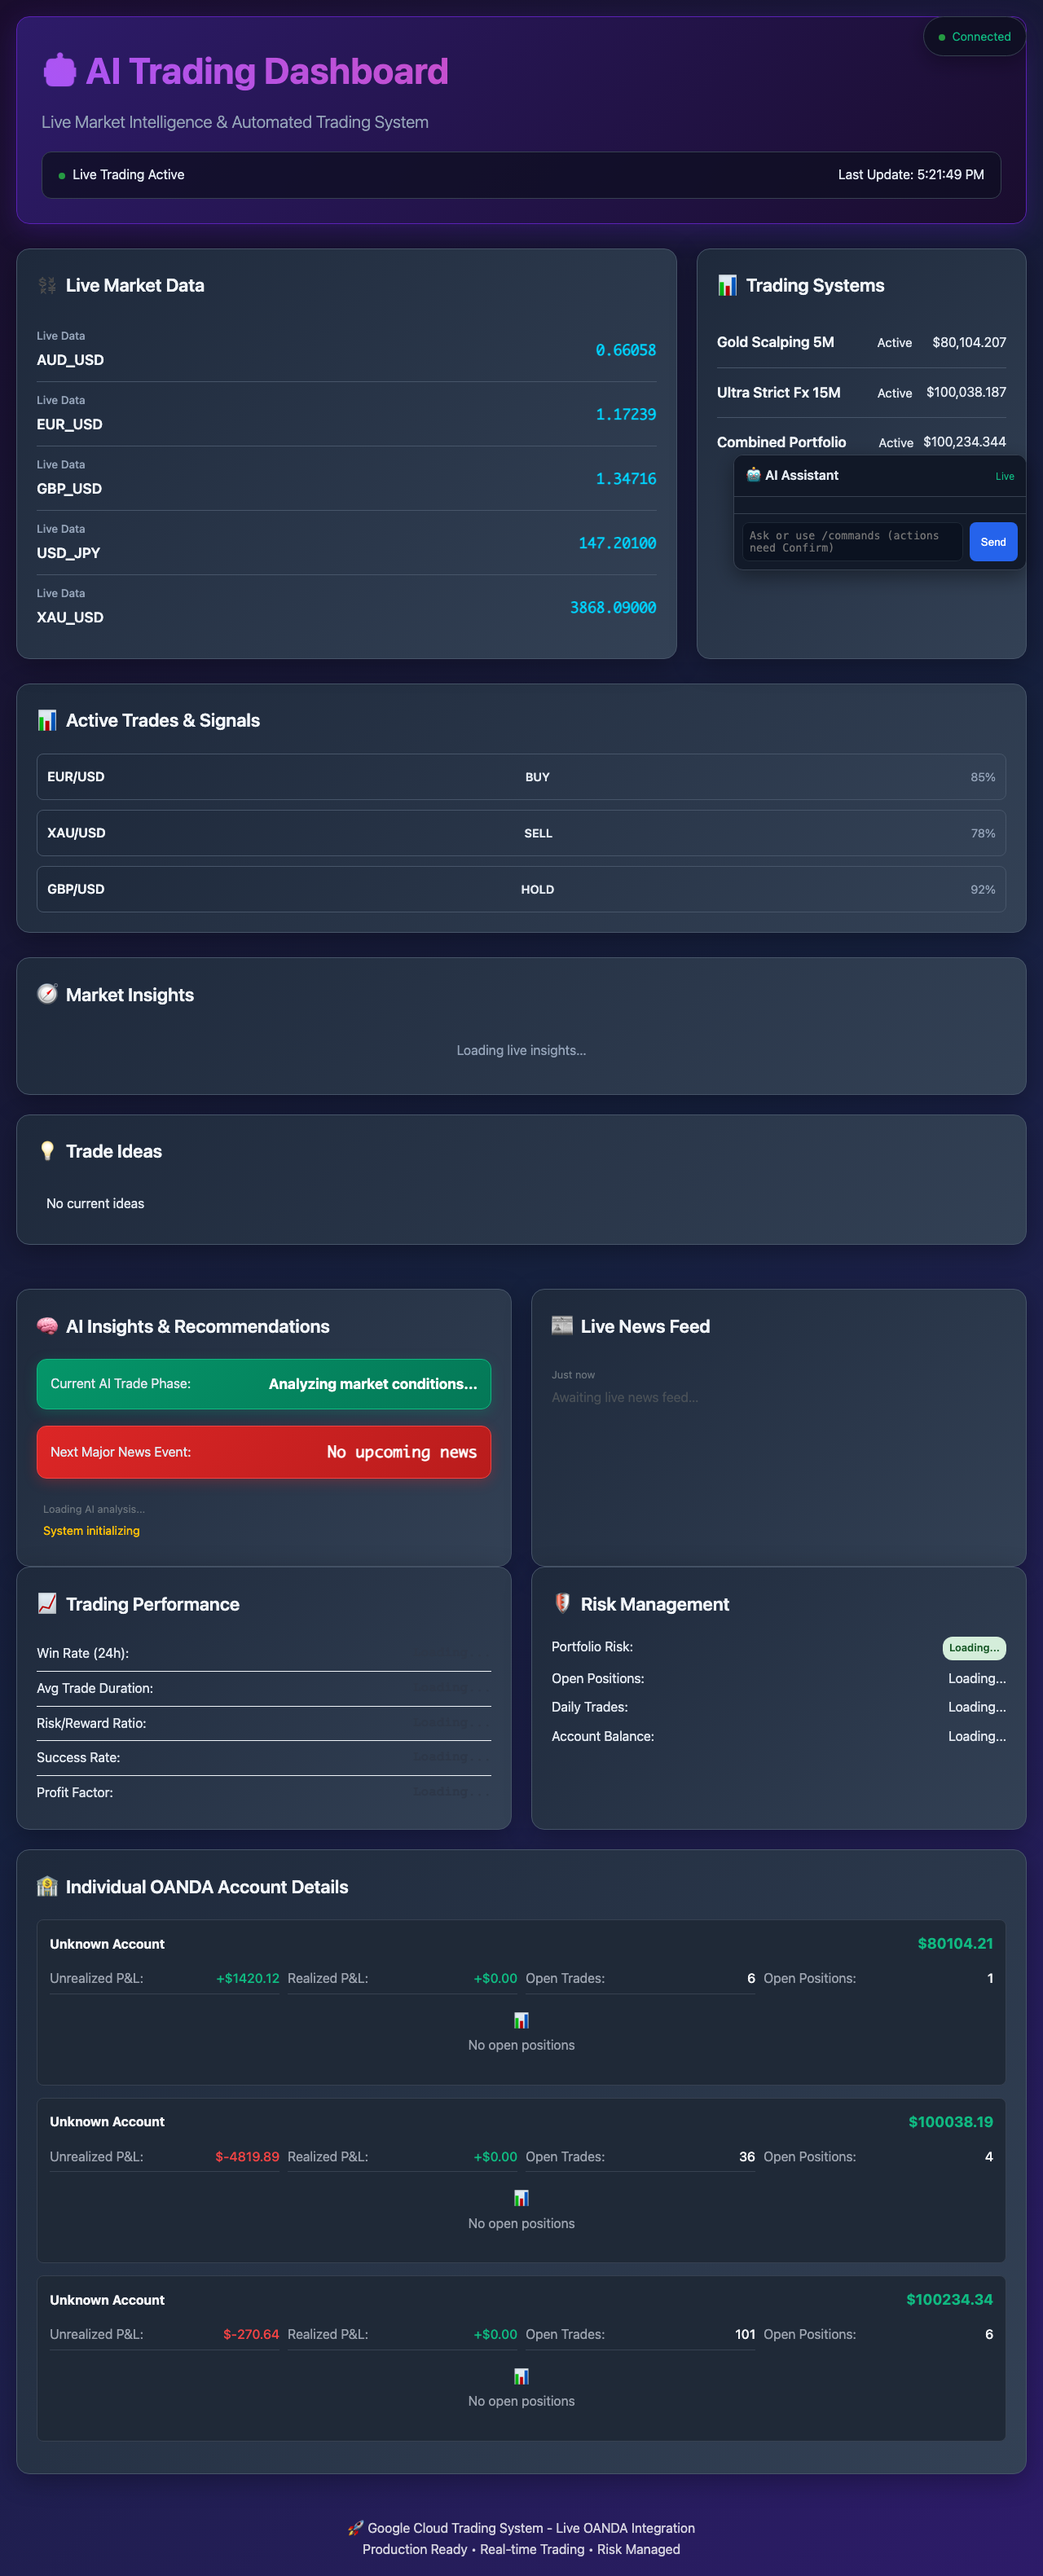 Connected
AI Trading Dashboard
Live Market Intelligence & Automated Trading System
Live Trading Active
Last Update: 5:21:49 PM
Live Market Data
Live Data
AUD_USD
0.66058
Live Data
EUR_USD
1.17239
Live Data
GBP_USD
1.34716
Live Data
USD_JPY
147.20100
Live Data
XAU_USD
3868.09000
Trading Systems
Gold Scalping 5M Active $80,104.207
Ultra Strict Fx 15M Active $100,038.187
Combined Portfolio Active $100,234.344
AI Assistant
Live
Ask or use /commands (actions
need Confirm)
Send
Active Trades & Signals
EUR/USD BUY 85%
XAU/USD SELL 78%
GBP/USD HOLD 92%
Market Insights
Loading live insights...
Trade Ideas
No current ideas
AI Insights & Recommendations
Current AI Trade Phase: Analyzing market conditions...
Next Major News Event: No upcoming news
Loading AI analysis...
System initializing
Live News Feed
Just now
Awaiting live news feed...
Trading Performance
Win Rate (24h):
Avg Trade Duration:
Risk/Reward Ratio:
Success Rate: Loading...
Profit Factor: Loading...
Risk Management
Portfolio Risk: Loading...
Open Positions: Loading...
Daily Trades: Loading...
Account Balance: Loading...
Individual OANDA Account Details
Unknown Account $80104.21
Unrealized P&L: +$1420.12 Realized P&L: +$0.00 Open Trades: 6 Open Positions: 1
No open positions
Unknown Account $100038.19
Unrealized P&L: $-4819.89 Realized P&L: +$0.00 Open Trades: 36 Open Positions: 4
No open positions
Unknown Account $100234.34
Unrealized P&L: $-270.64 Realized P&L: +$0.00 Open Trades: 101 Open Positions: 6
No open positions
Google Cloud Trading System - Live OANDA Integration
Production Ready • Real-time Trading • Risk Managed